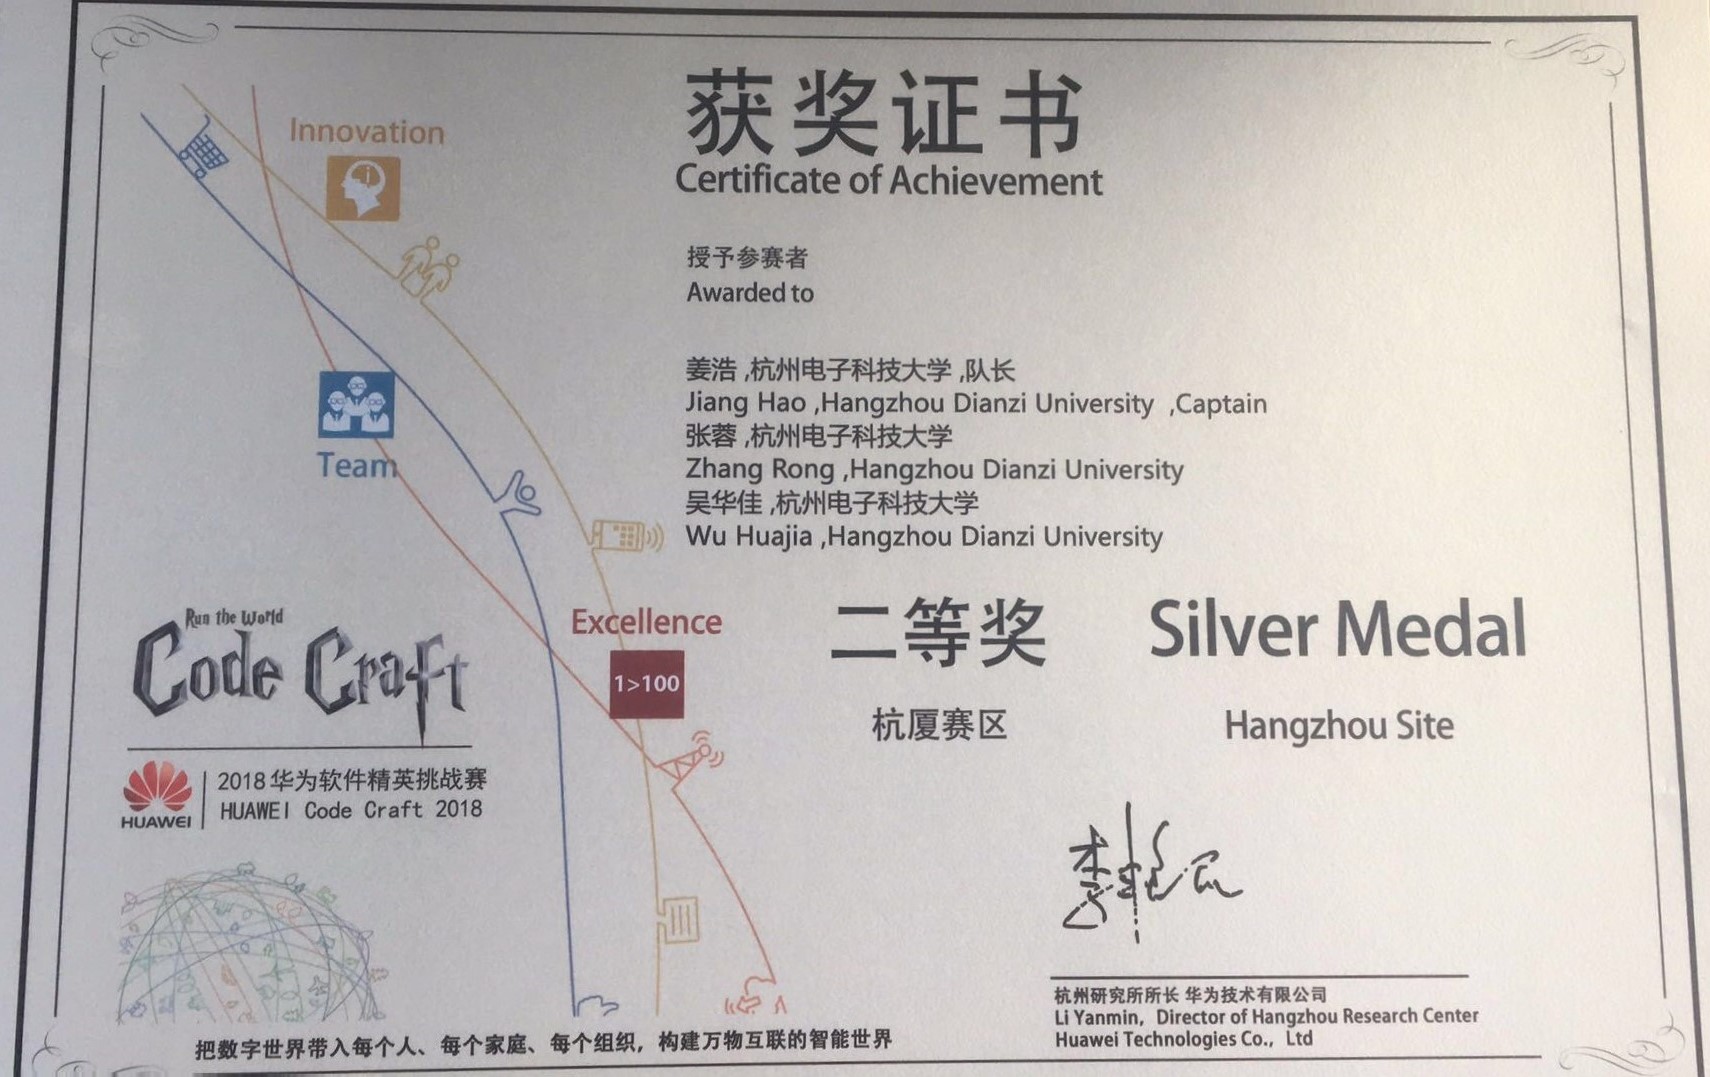 获奖证书
Certificate of Achievement
Innovation
授予参赛者
Awarded to
姜浩 ,杭州电子科技大学 ,队长
Jiang Hao ,Hangzhou Dianzi University ,Captain
张蓉 ,杭州电子科技大学
Zhang Rong ,Hangzhou Dianzi University
吴华佳 ,杭州电子科技大学
Wu Huajia ,Hangzhou Dianzi University
Team
Excellence
1>100
二等奖 Silver Medal
杭厦赛区 Hangzhou Site
Run the World
Code Craft
HUAWEI
2018华为软件精英挑战赛
HUAWEI Code Craft 2018
杭州研究所所长 华为技术有限公司
Li Yanmin, Director of Hangzhou Research Center
Huawei Technologies Co., Ltd
把数字世界带入每个人、每个家庭、每个组织，构建万物互联的智能世界